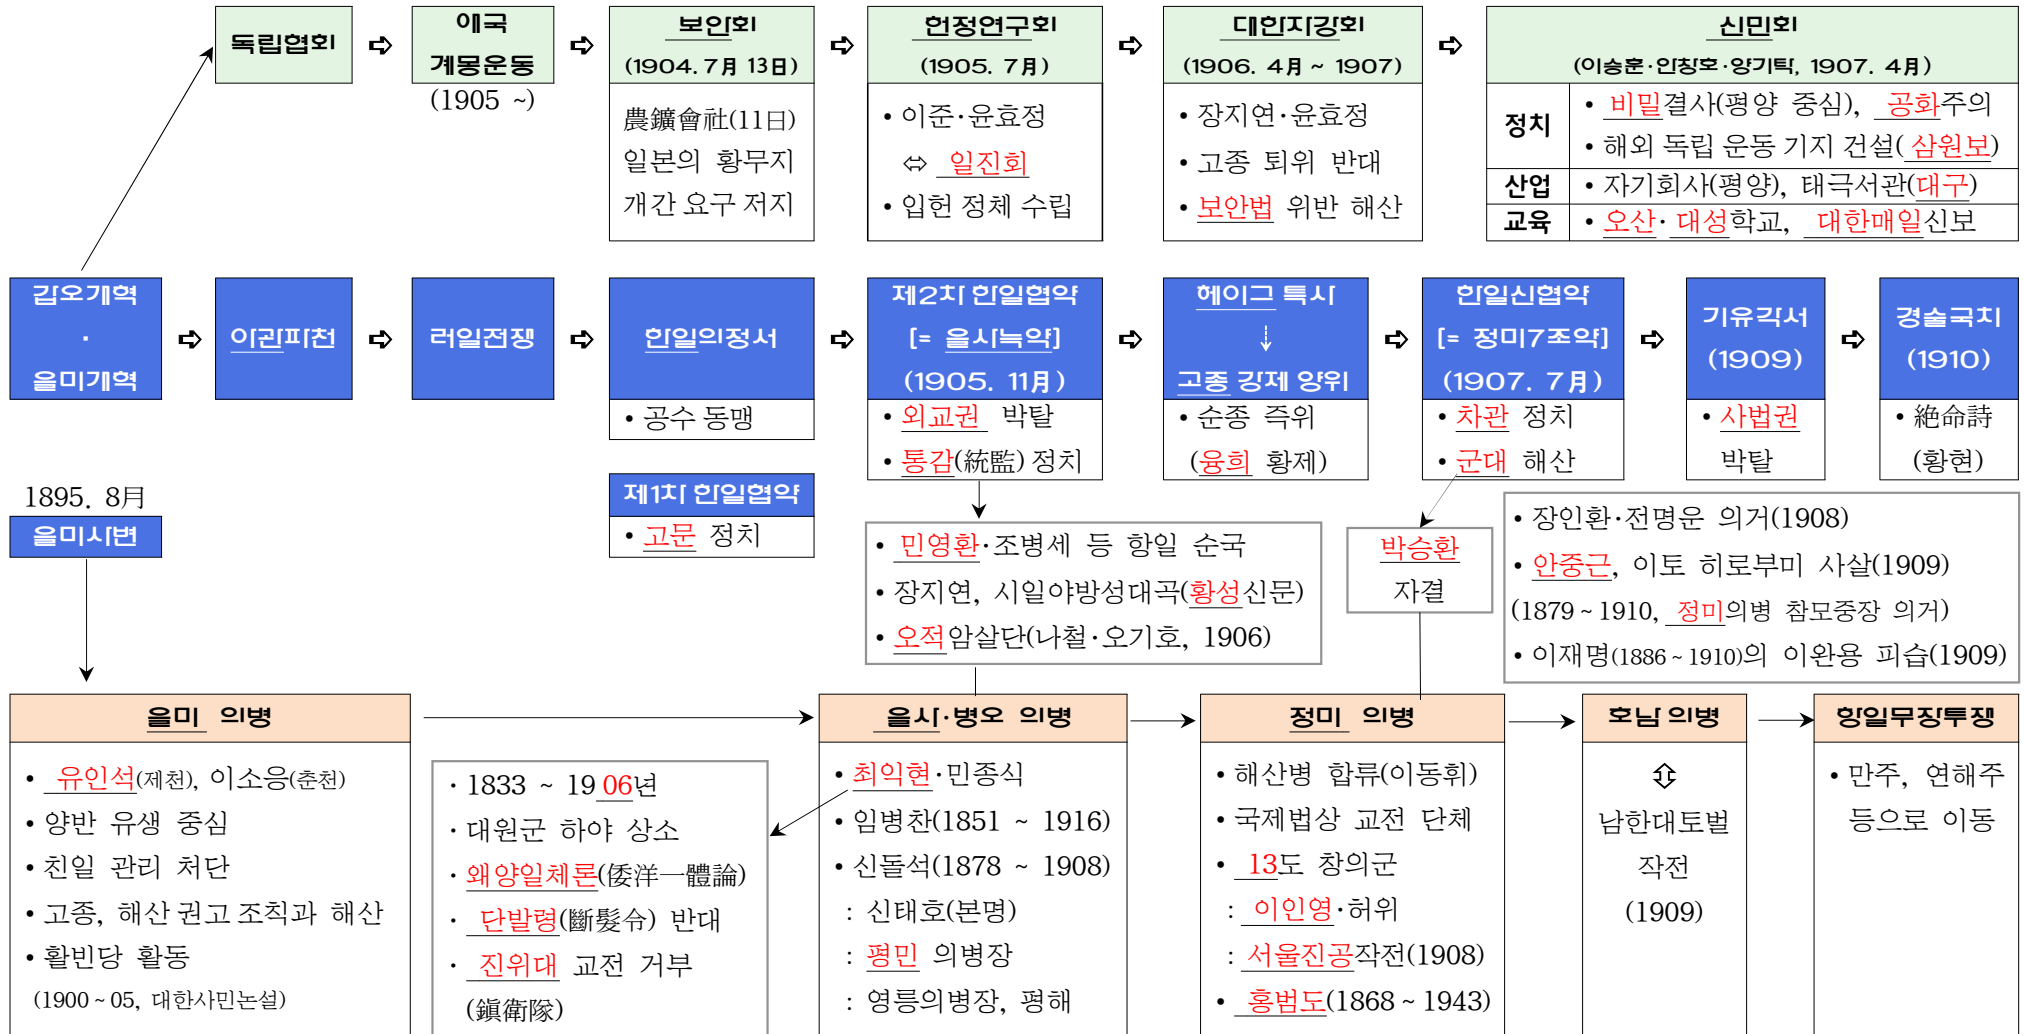 독립협회
애국
계몽운동
(1905 ~)
보안회
(1904. 7月 13日)
農鑛會社(11日)
일본의 황무지
개간 요구 저지
헌정연구회
(1905. 7月)
• 이준·윤효정
⇔ 일진회
• 입헌 정체 수립
대한자강회
(1906. 4月 ~ 1907)
• 장지연·윤효정
• 고종 퇴위 반대
• 보안법 위반 해산
신민회
(이승훈·안창호·양기탁, 1907. 4月)
정치
• 비밀결사(평양 중심), 공화주의
• 해외 독립 운동 기지 건설(삼원보)
산업
• 자기회사(평양), 태극서관(대구)
교육
• 오산·대성학교, 대한매일신보
갑오개혁
·
을미개혁
아관파천
러일전쟁
한일의정서
• 공수 동맹
제1차 한일협약
• 고문 정치
제2차 한일협약
[= 을사늑약]
(1905. 11月)
• 외교권 박탈
• 통감(統監) 정치
헤이그 특사
↓
고종 강제 양위
• 순종 즉위
(융희 황제)
한일신협약
[= 정미7조약]
(1907. 7月)
• 차관 정치
• 군대 해산
기유각서
(1909)
• 사법권
박탈
경술국치
(1910)
• 絶命詩
(황현)
1895. 8月
을미사변
• 민영환·조병세 등 항일 순국
• 장지연, 시일야방성대곡(황성신문)
• 오적암살단(나철·오기호, 1906)
박승환
자결
• 장인환·전명운 의거(1908)
• 안중근, 이토 히로부미 사살(1909)
(1879 ~ 1910, 정미의병 참모중장 의거)
• 이재명(1886 ~ 1910)의 이완용 피습(1909)
을미 의병
• 유인석(제천), 이소응(춘천)
• 양반 유생 중심
• 친일 관리 처단
• 고종, 해산 권고 조칙과 해산
• 활빈당 활동
(1900 ~ 05, 대한사민논설)
· 1833 ~ 1906년
· 대원군 하야 상소
· 왜양일체론(倭洋一體論)
· 단발령(斷髮令) 반대
· 진위대 교전 거부
(鎭衛隊)
을사·병오 의병
• 최익현·민종식
• 임병찬(1851 ~ 1916)
• 신돌석(1878 ~ 1908)
: 신태호(본명)
: 평민 의병장
: 영릉의병장, 평해
정미 의병
• 해산병 합류(이동휘)
• 국제법상 교전 단체
• 13도 창의군
: 이인영·허위
: 서울진공작전(1908)
• 홍범도(1868 ~ 1943)
호남 의병
⇕
남한대토벌
작전
(1909)
항일무장투쟁
• 만주, 연해주
등으로 이동